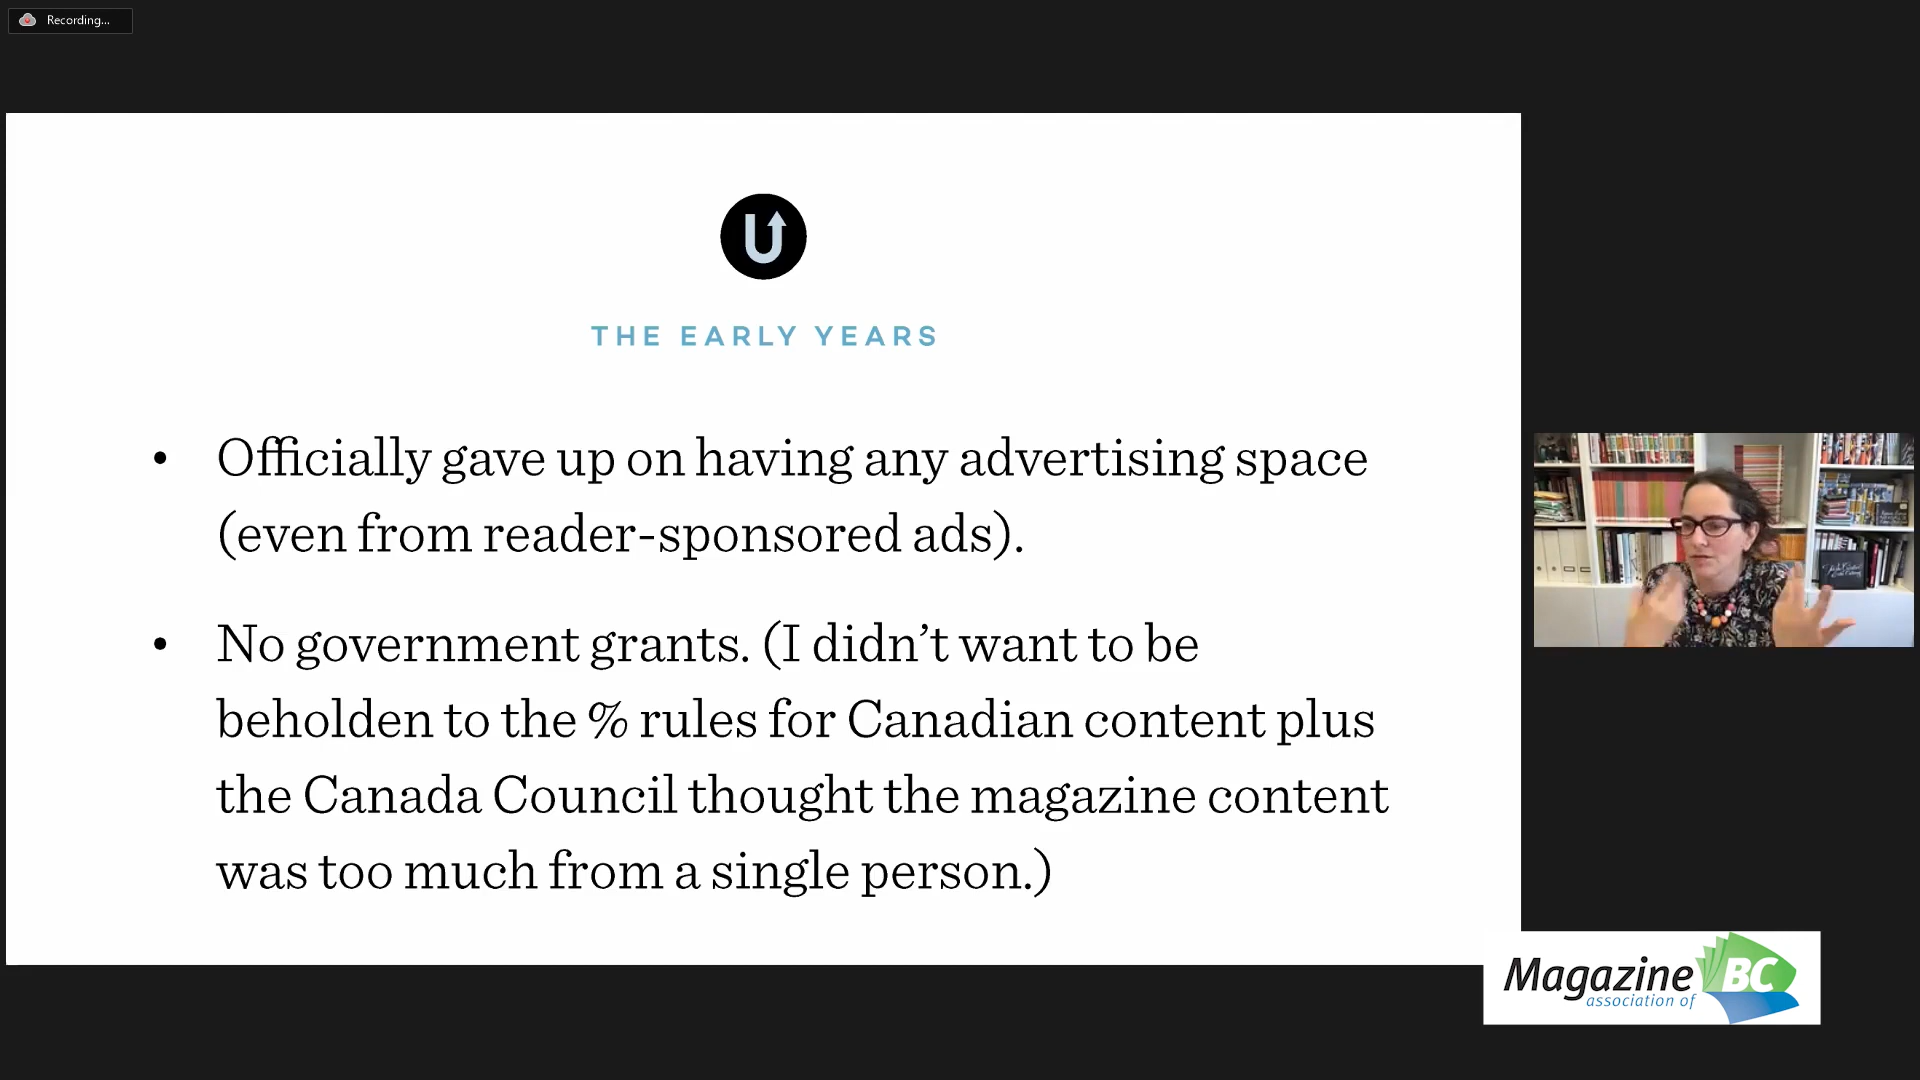 Recording...
U
THE EARLY YEARS
• Officially gave up on having any advertising space
(even from reader-sponsored ads).
• No government grants. (I didn’t want to be
beholden to the % rules for Canadian content plus
the Canada Council thought the magazine content
was too much from a single person.)
Magazine BC
association of